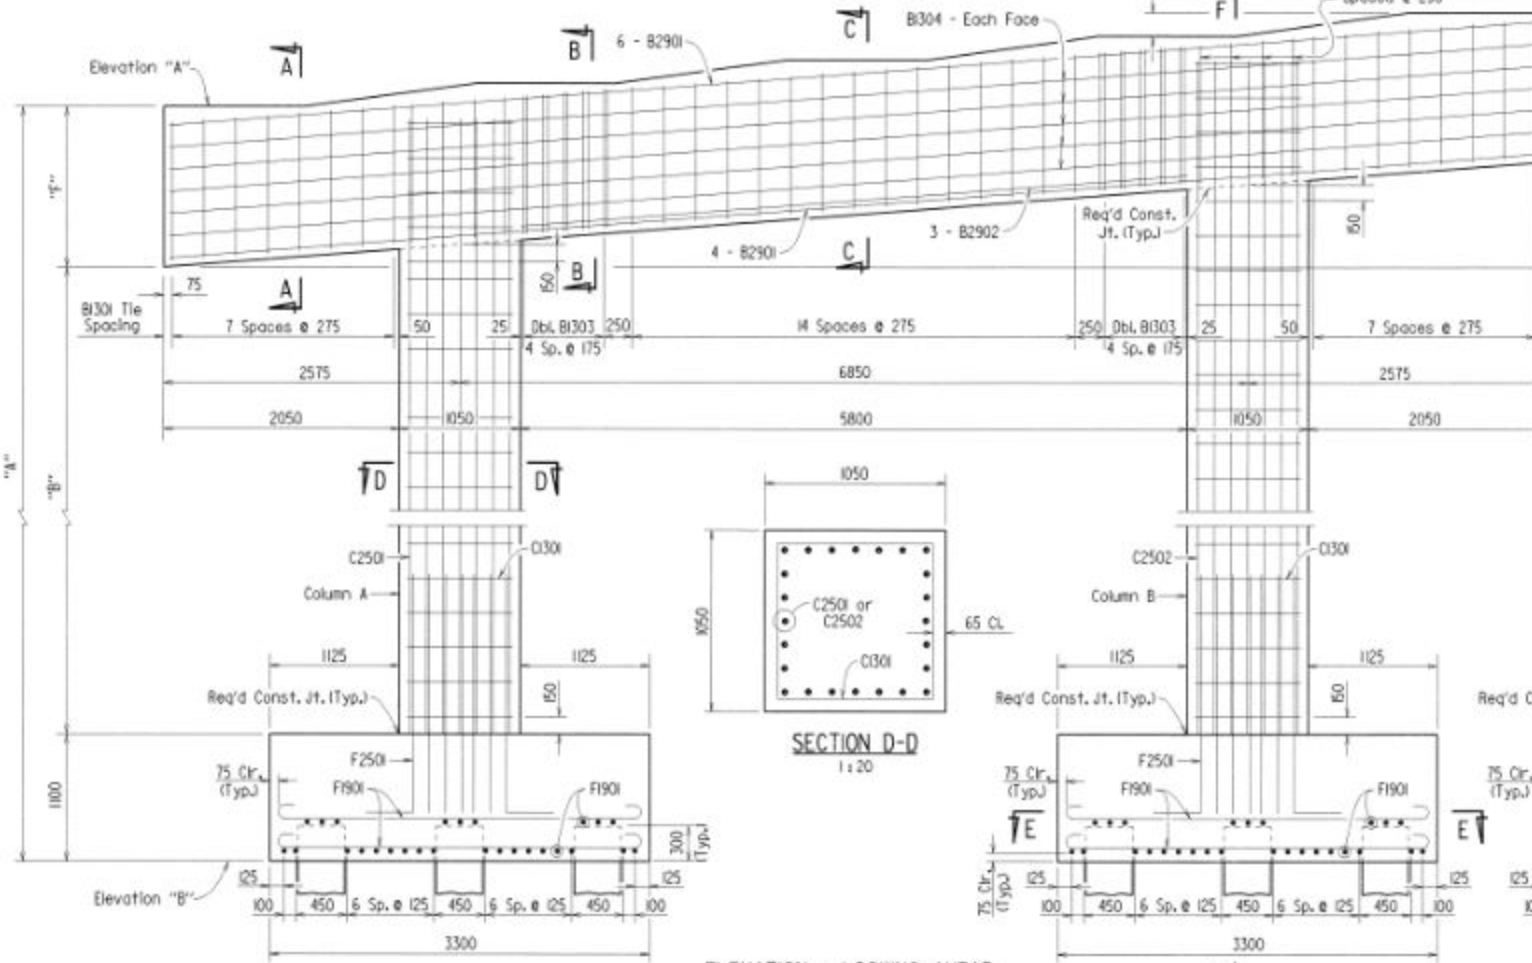 F
C
B1304 - Each Face
B
6 - B2901
A
Elevation "A"
"F"
Req'd Const.
Jt. (Typ.)
150
3 - B2902
4 - B2901
C
150
B
A
75
B1301 Tie
Spacing
7 Spaces @ 275
50
25
Dbl. B1303
4 Sp. @ 175
250
14 Spaces @ 275
250
Dbl. B1303
4 Sp. @ 175
25
50
7 Spaces @ 275
2575
6850
2575
2050
1050
5800
1050
2050
"A"
"B"
D
D
1050
C2501
C1301
Column A
1050
C2501 or
C2502
65 CL
C1301
C2502
C1301
Column B
1125
1125
1125
1125
Req'd Const. Jt. (Typ.)
150
SECTION D-D
1:20
Req'd Const. Jt. (Typ.)
150
Req'd C
1100
F2501
75 Clr.
(Typ.)
F1901
F1901
300
(Typ.)
F2501
75 Clr.
(Typ.)
F1901
F1901
75 Clr.
(Typ.)
E
E
Elevation "B"
125
125
75 Clr.
(Typ.)
125
125
125
100
450
6 Sp. @ 125
450
6 Sp. @ 125
450
100
100
450
6 Sp. @ 125
450
6 Sp. @ 125
450
100
3300
3300